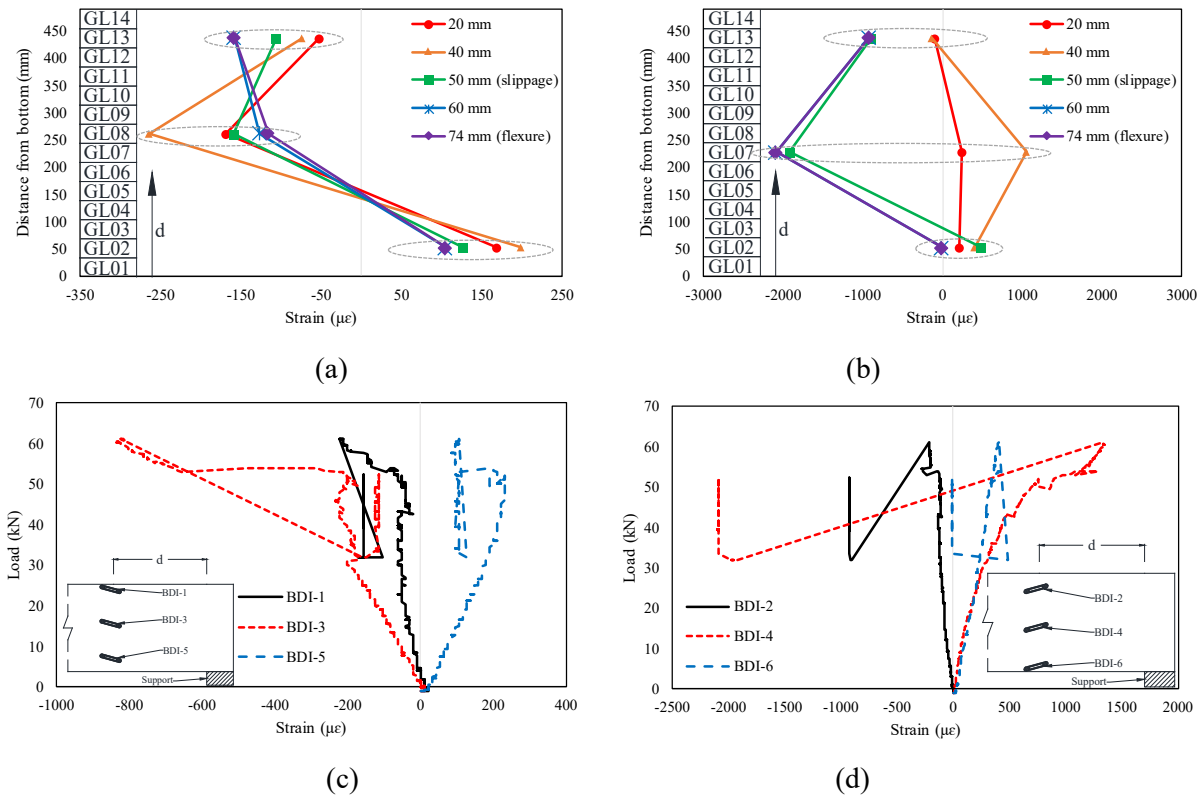 GL14
GL13
GL12
GL11
GL10
GL09
GL08
GL07
GL06
GL05
GL04
GL03
GL02
GL01
450
400
350
300
250
200
150
100
50
0
Distance from bottom (mm)
d
20 mm
40 mm
50 mm (slippage)
60 mm
74 mm (flexure)
-350 -250 -150 -50 50 150 250
Strain (με)
(a)
GL14
GL13
GL12
GL11
GL10
GL09
GL08
GL07
GL06
GL05
GL04
GL03
GL02
GL01
450
400
350
300
250
200
150
100
50
0
Distance from bottom (mm)
d
20 mm
40 mm
50 mm (slippage)
60 mm
74 mm (flexure)
-3000 -2000 -1000 0 1000 2000 3000
Strain (με)
(b)
70
60
50
40
30
20
10
0
Load (kN)
d
BDI-1
BDI-3
BDI-5
Support
BDI-1
BDI-3
BDI-5
-1000 -800 -600 -400 -200 0 200 400
Strain (με)
(c)
70
60
50
40
30
20
10
0
Load (kN)
BDI-2
BDI-4
BDI-6
d
BDI-2
BDI-4
BDI-6
Support
-2500 -2000 -1500 -1000 -500 0 500 1000 1500 2000
Strain (με)
(d)